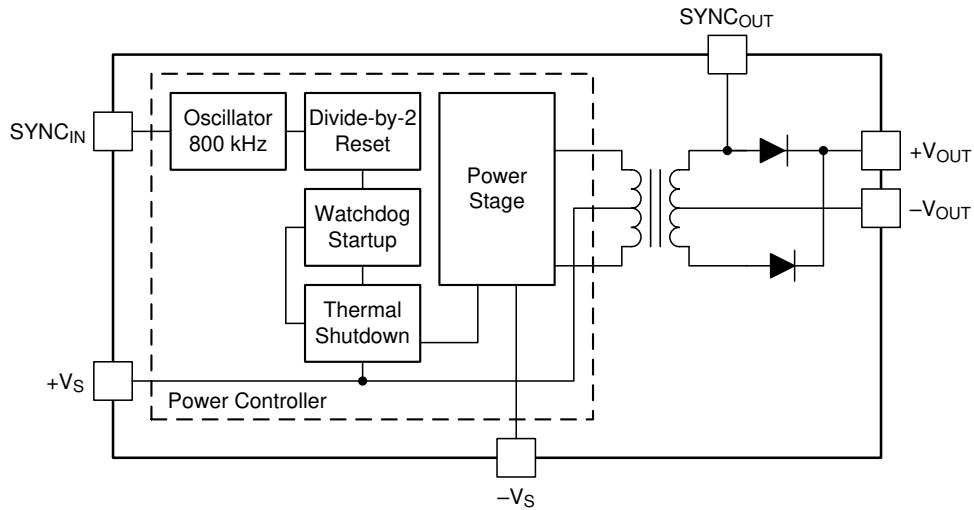 SYNCOUT
SYNCIN
Oscillator
800 kHz
Divide-by-2
Reset
Power
Stage
+VOUT
–VOUT
Watchdog
Startup
Thermal
Shutdown
+VS
Power Controller
–VS